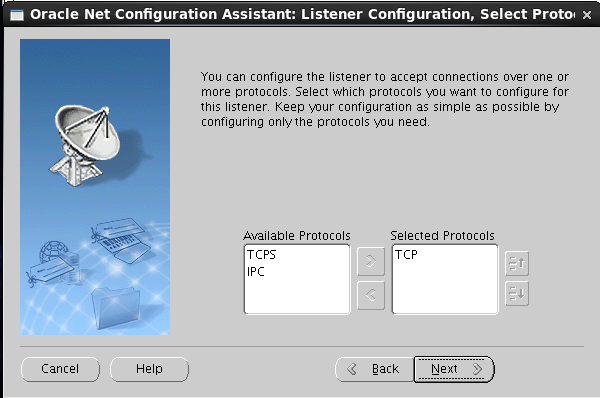 Oracle Net Configuration Assistant: Listener Configuration, Select Proto
You can configure the listener to accept connections over one or
more protocols. Select which protocols you want to configure for
this listener. Keep your configuration as simple as possible by
configuring only the protocols you need.
Available Protocols
Selected Protocols
TCPS
TCP
IPC
Cancel
Help
Back
Next